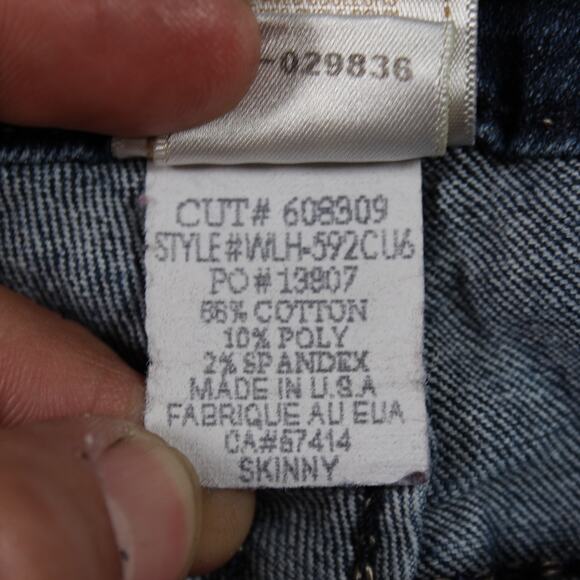 -029836
CUT# 608309
STYLE#WLH-592CU6
PO#13807
88% COTTON
10% POLY
2% SPANDEX
MADE IN U.S.A
FABRIQUE AU EUA
CA#67414
SKINNY